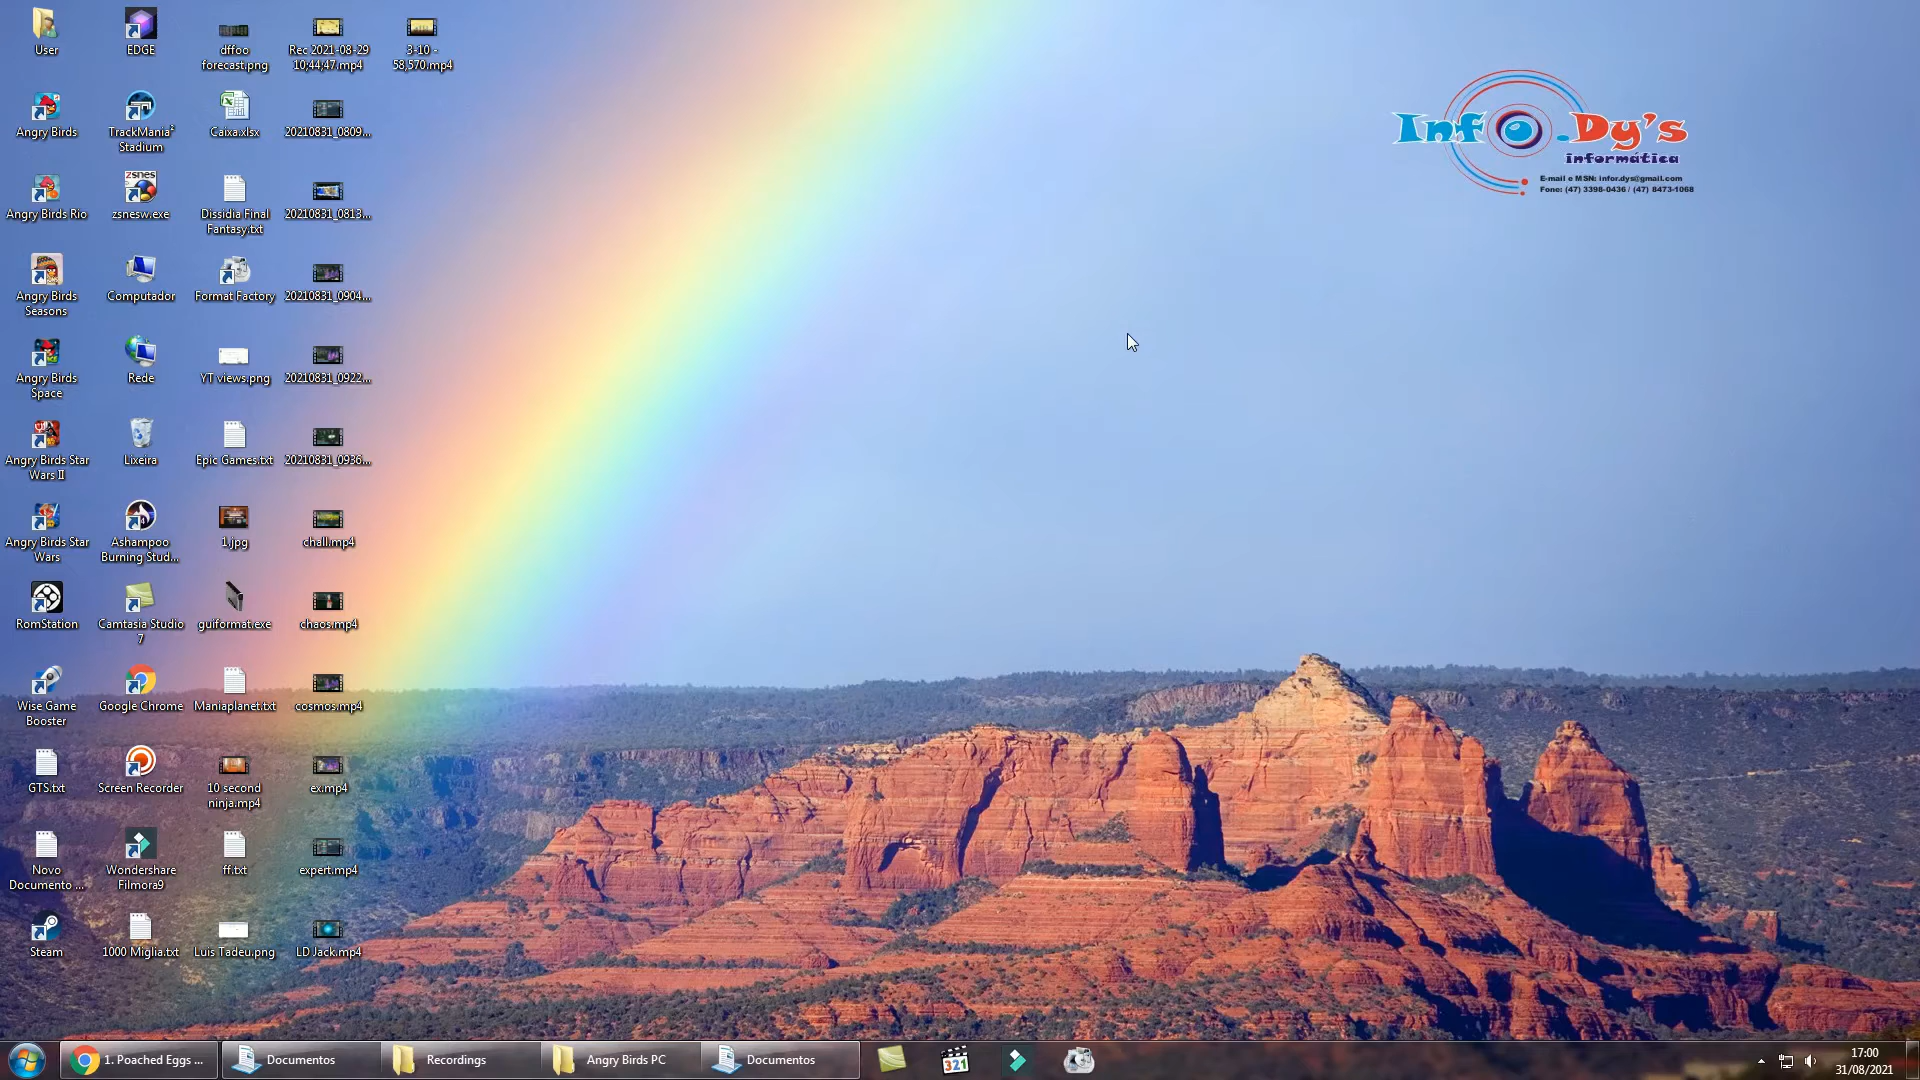 User
EDGE
dffoo
forecast.png
Rec 2021-08-29
10;44;47.mp4
3-10 -
58,570.mp4
Angry Birds
TrackMania²
Stadium
Caixa.xlsx
20210831_0809...
Angry Birds Rio
zsnes
zsnesw.exe
Dissidia Final
Fantasy.txt
20210831_0813...
Angry Birds
Seasons
Computador
Format Factory
20210831_0904...
Angry Birds
Space
Rede
YT views.png
20210831_0922...
Angry Birds Star
Wars II
Lixeira
Epic Games.txt
20210831_0936...
Angry Birds Star
Wars
Ashampoo
Burning Stud...
1.jpg
chall.mp4
RomStation
Camtasia Studio
7
guiformat.exe
chaos.mp4
Wise Game
Booster
Google Chrome
Maniaplanet.txt
cosmos.mp4
GTS.txt
Screen Recorder
10 second
ninja.mp4
ex.mp4
Novo
Documento ...
Wondershare
Filmora9
ff.txt
expert.mp4
Steam
1000 Miglia.txt
Luis Tadeu.png
LD Jack.mp4
Info.Dy's
informática
E-mail e MSN: infor.dys@gmail.com
Fone: (47) 3398-0436 / (47) 8473-1068
1. Poached Eggs ...
Documentos
Recordings
Angry Birds PC
Documentos
321
17:00
31/08/2021